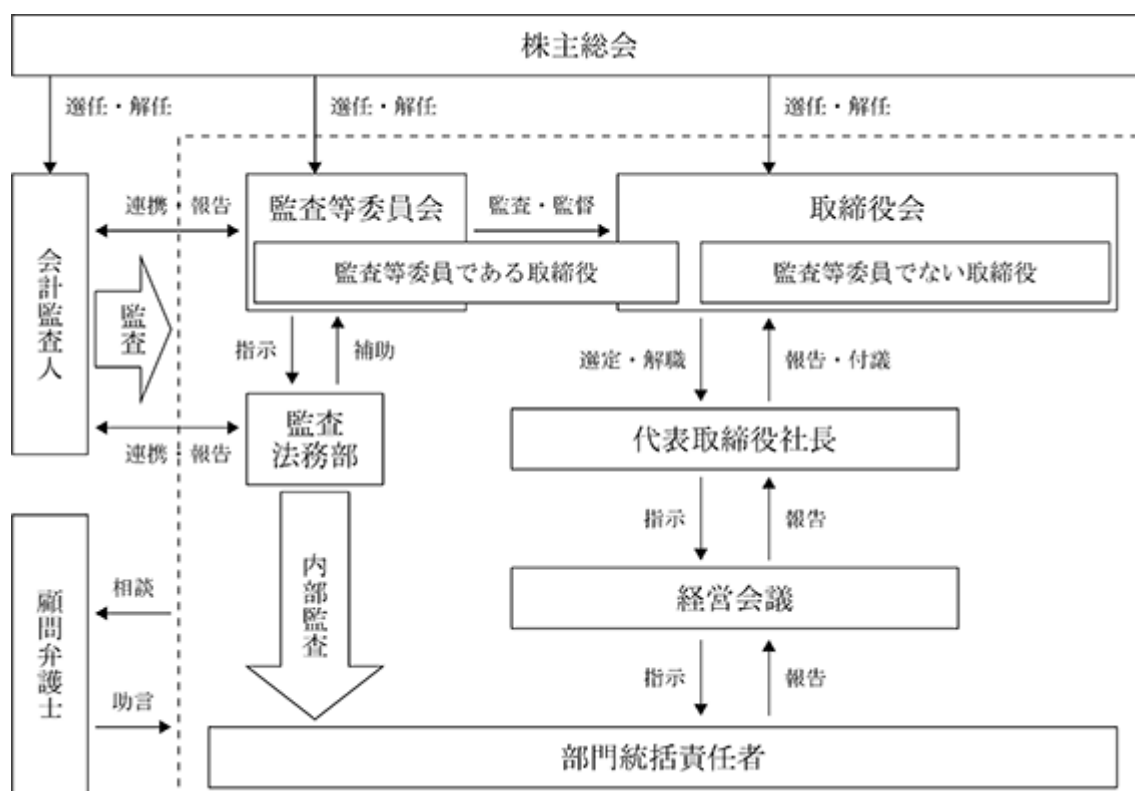 株主総会
選任・解任
選任・解任
選任・解任
会計監査人
連携・報告
監査等委員会
監査・監督
取締役会
監査等委員である取締役
監査等委員でない取締役
監査
指示
補助
選定・解職
報告・付議
連携・報告
監査
法務部
代表取締役社長
指示
報告
顧問弁護士
相談
助言
内部監査
経営会議
指示
報告
部門統括責任者